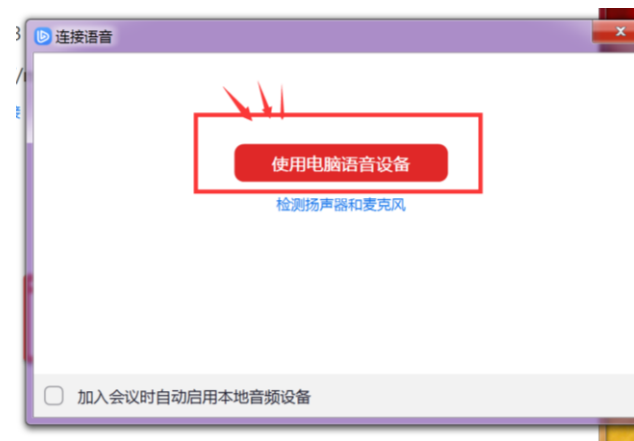 连接语音
使用电脑语音设备
检测扬声器和麦克风
加入会议时自动启用本地音频设备